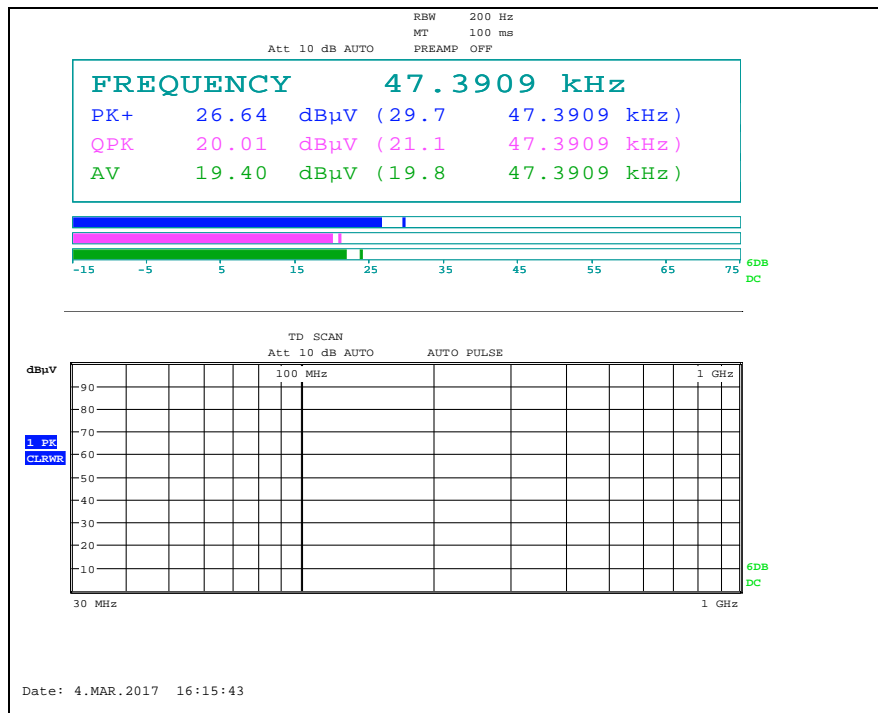 RBW 200 Hz
MT 100 ms
Att 10 dB AUTO PREAMP OFF
FREQUENCY 47.3909 kHz
PK+ 26.64 dBµV (29.7 47.3909 kHz)
QPK 20.01 dBµV (21.1 47.3909 kHz)
AV 19.40 dBµV (19.8 47.3909 kHz)
-15 -5 5 15 25 35 45 55 65 75
6DB
DC
TD SCAN
Att 10 dB AUTO AUTO PULSE
dBµV
100 MHz 1 GHz
90
80
70
1 PK
CLRWR
60
50
40
30
20
10
6DB
DC
30 MHz 1 GHz
Date: 4.MAR.2017 16:15:43